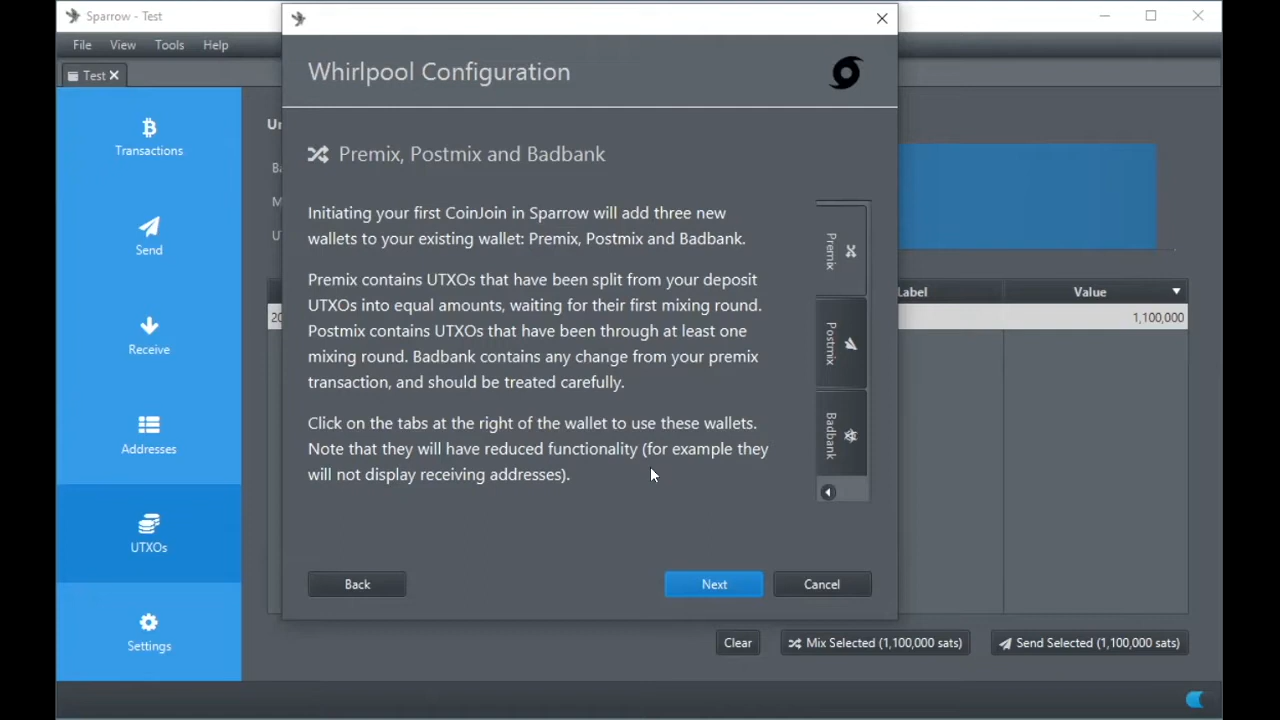 Sparrow - Test
File View Tools Help
Test
Whirlpool Configuration
Premix, Postmix and Badbank
Initiating your first CoinJoin in Sparrow will add three new
wallets to your existing wallet: Premix, Postmix and Badbank.
Premix contains UTXOs that have been split from your deposit
UTXOs into equal amounts, waiting for their first mixing round.
Postmix contains UTXOs that have been through at least one
mixing round. Badbank contains any change from your premix
transaction, and should be treated carefully.
Click on the tabs at the right of the wallet to use these wallets.
Note that they will have reduced functionality (for example they
will not display receiving addresses).
Premix
Postmix
Badbank
Back Next Cancel
Transactions
Send
Receive
Addresses
UTXOs
Settings
Label Value
1,100,000
Clear Mix Selected (1,100,000 sats) Send Selected (1,100,000 sats)